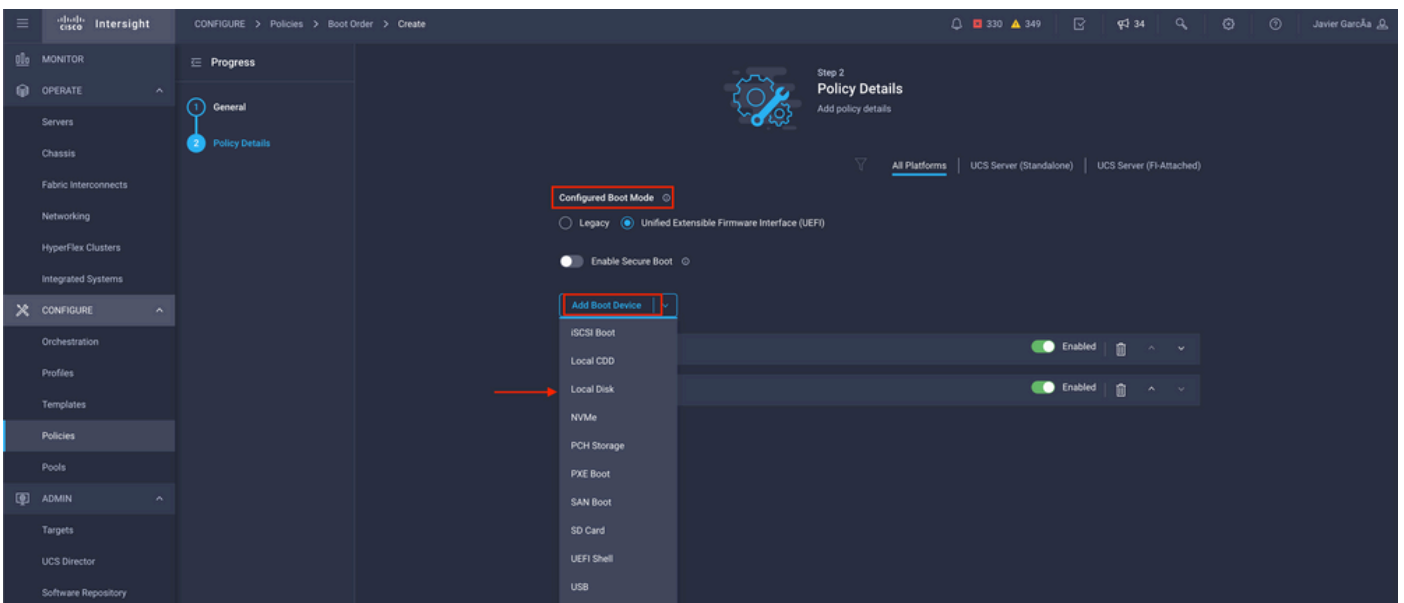 cisco Intersight
CONFIGURE > Policies > Boot Order > Create
330 349
34
Javier GarcÃa
MONITOR
OPERATE
Servers
Chassis
Fabric Interconnects
Networking
HyperFlex Clusters
Integrated Systems
CONFIGURE
Orchestration
Profiles
Templates
Policies
Pools
ADMIN
Targets
UCS Director
Software Repository
Progress
1 General
2 Policy Details
Step 2
Policy Details
Add policy details
All Platforms | UCS Server (Standalone) | UCS Server (FI-Attached)
Configured Boot Mode
Legacy Unified Extensible Firmware Interface (UEFI)
Enable Secure Boot
Add Boot Device
iSCSI Boot
Enabled
Local CDD
Local Disk
Enabled
NVMe
PCH Storage
PXE Boot
SAN Boot
SD Card
UEFI Shell
USB